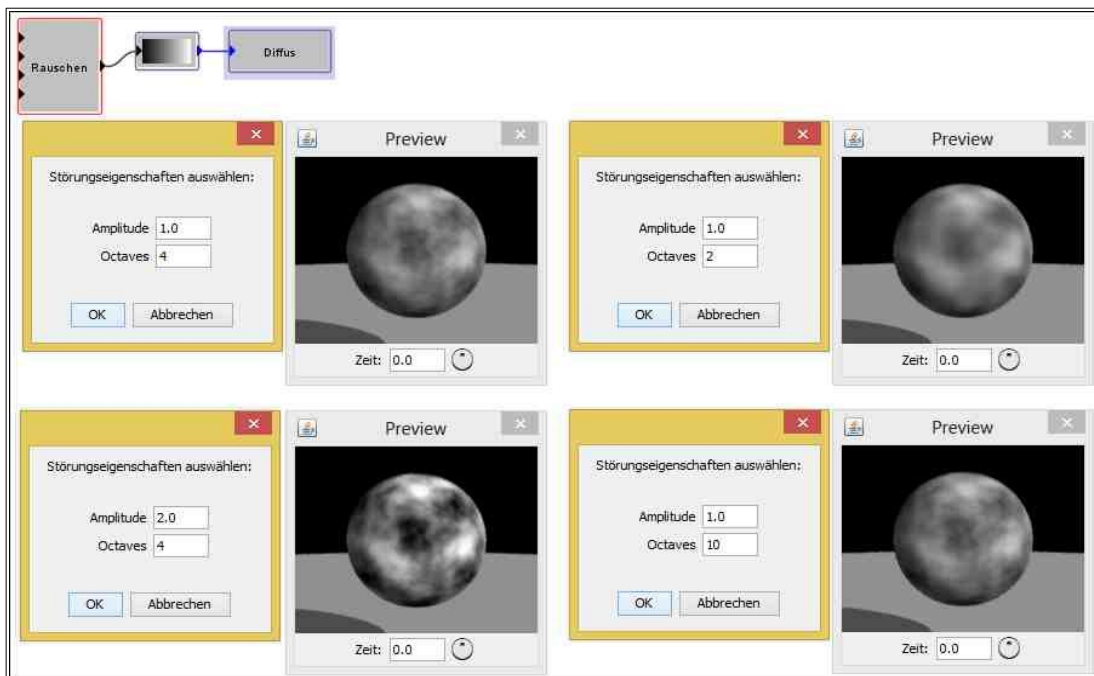 Rauschen
Diffus
Preview
Störungseigenschaften auswählen:
Amplitude 1.0
Octaves 4
OK Abbrechen
Zeit: 0.0
Preview
Störungseigenschaften auswählen:
Amplitude 1.0
Octaves 2
OK Abbrechen
Zeit: 0.0
Preview
Störungseigenschaften auswählen:
Amplitude 2.0
Octaves 4
OK Abbrechen
Zeit: 0.0
Preview
Störungseigenschaften auswählen:
Amplitude 1.0
Octaves 10
OK Abbrechen
Zeit: 0.0